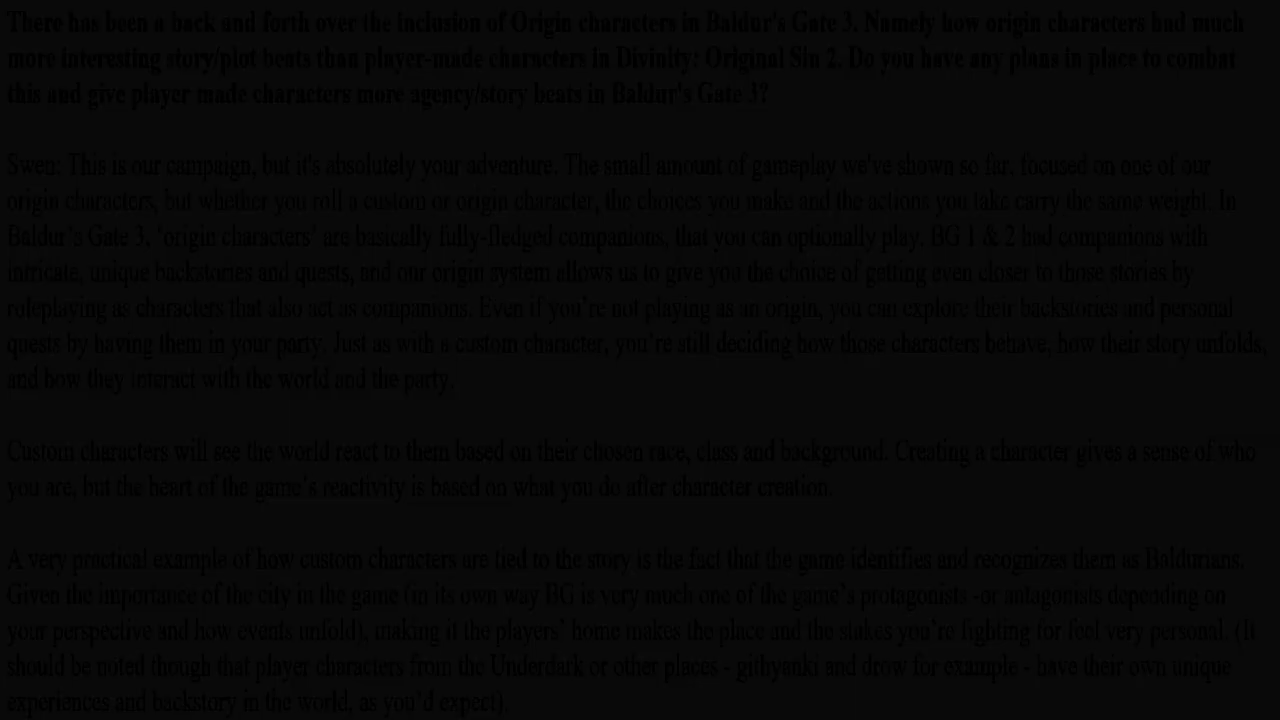 There has been a back and forth over the inclusion of Origin characters in Baldur's Gate 3. Namely how origin characters had much
more interesting story/plot beats than player-made characters in Divinity: Original Sin 2. Do you have any plans in place to combat
this and give player made characters more agency/story beats in Baldur's Gate 3?
Swen: This is our campaign, but it's absolutely your adventure. The small amount of gameplay we've shown so far, focused on one of our
origin characters, but whether you roll a custom or origin character, the choices you make and the actions you take carry the same weight. In
Baldur's Gate 3, 'origin characters' are basically fully-fledged companions, that you can optionally play. BG 1 & 2 had companions with
intricate, unique backstories and quests, and our origin system allows us to give you the choice of getting even closer to those stories by
roleplaying as characters that also act as companions. Even if you're not playing as an origin, you can explore their backstories and personal
quests by having them in your party. Just as with a custom character, you're still deciding how those characters behave, how their story unfolds,
and how they interact with the world and the party.
Custom characters will see the world react to them based on their chosen race, class and background. Creating a character gives a sense of who
you are, but the heart of the game's reactivity is based on what you do after character creation.
A very practical example of how custom characters are tied to the story is the fact that the game identifies and recognizes them as Baldurians.
Given the importance of the city in the game (in its own way BG is very much one of the game's protagonists -or antagonists depending on
your perspective and how events unfold), making it the players' home makes the place and the stakes you're fighting for feel very personal. (It
should be noted though that player characters from the Underdark or other places - githyanki and drow for example - have their own unique
experiences and backstory in the world, as you'd expect).